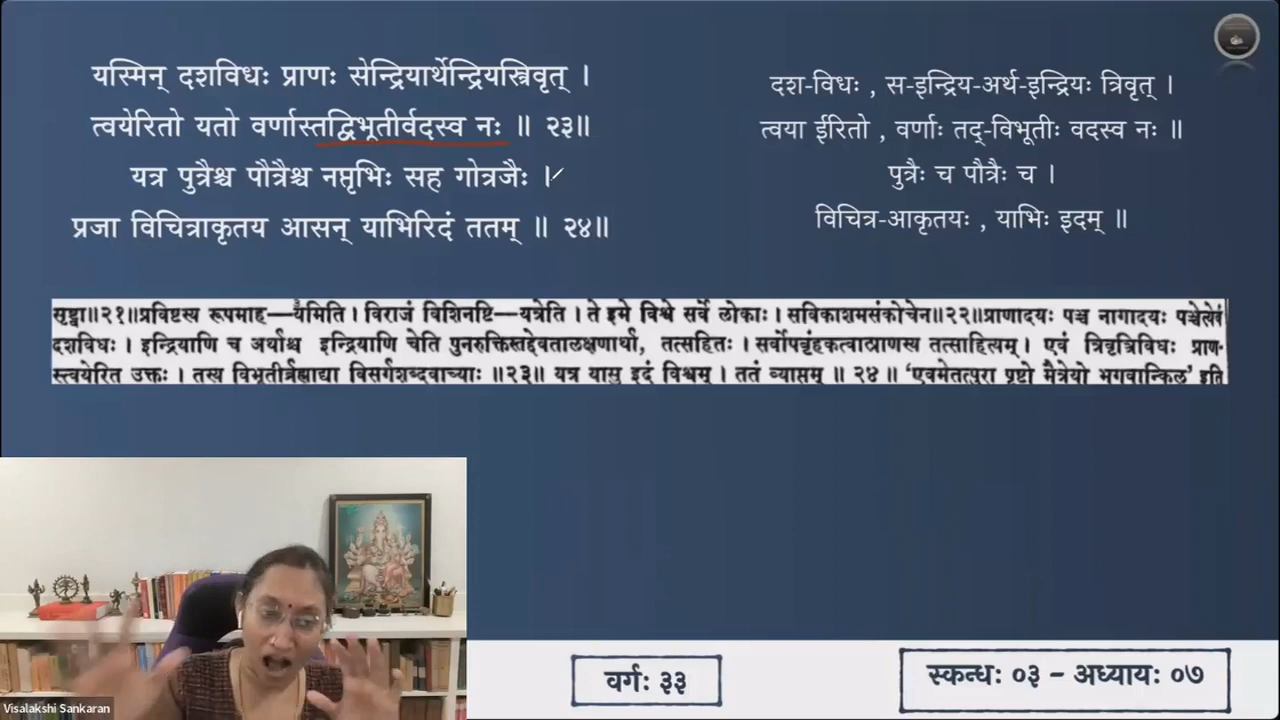 यस्मिन् दशविधः प्राणः सेन्द्रियार्थेन्द्रियस्त्रिवृत् ।
त्वयेरितो यतो वर्णास्तद्विभूतीर्वदस्व नः ॥ २३॥
यत्र पुत्रैश्च पौत्रैश्च नप्तृभिः सह गोत्रजैः ।
प्रजा विचित्राकृतय आसन् याभिरिदं ततम् ॥ २४॥
दश-विधः , स-इन्द्रिय-अर्थ-इन्द्रियः त्रिवृत् ।
त्वया ईरितो , वर्णाः तद्-विभूतीः वदस्व नः ॥
पुत्रैः च पौत्रैः च ।
विचित्र-आकृतयः , याभिः इदम् ॥
सृष्ट्वा॥२१॥प्रविष्टस्य रूपमाह—यमिति । विराजं विशिनष्टि—यत्रेति । ते इमे विश्वे सर्वे लोकाः । सविकाशमसंकोचेन॥२२॥प्राणादयः पञ्च नागादयः पञ्चेत्येवं
दशविधः । इन्द्रियाणि च अर्थाश्च इन्द्रियाणि चेति पुनरुक्तिस्तद्देवतालक्षणार्था, तत्सहितः । सर्वोपबृंहकत्वात्प्राणस्य तत्साहित्यम् । एवं त्रिवृत्रिविधः प्राण-
स्त्वयेरित उक्तः । तस्य विभूतीर्ब्रह्माद्या विसर्गशब्दवाच्याः ॥२३॥ यत्र यासु इदं विश्वम् । ततं व्याप्तम् ॥ २४ ॥ ‘एवमेतत्पुरा पृष्टो मैत्रेयो भगवान्किल’ इति
Visalakshi Sankaran
वर्गः ३३
स्कन्धः ०३ – अध्यायः ०७